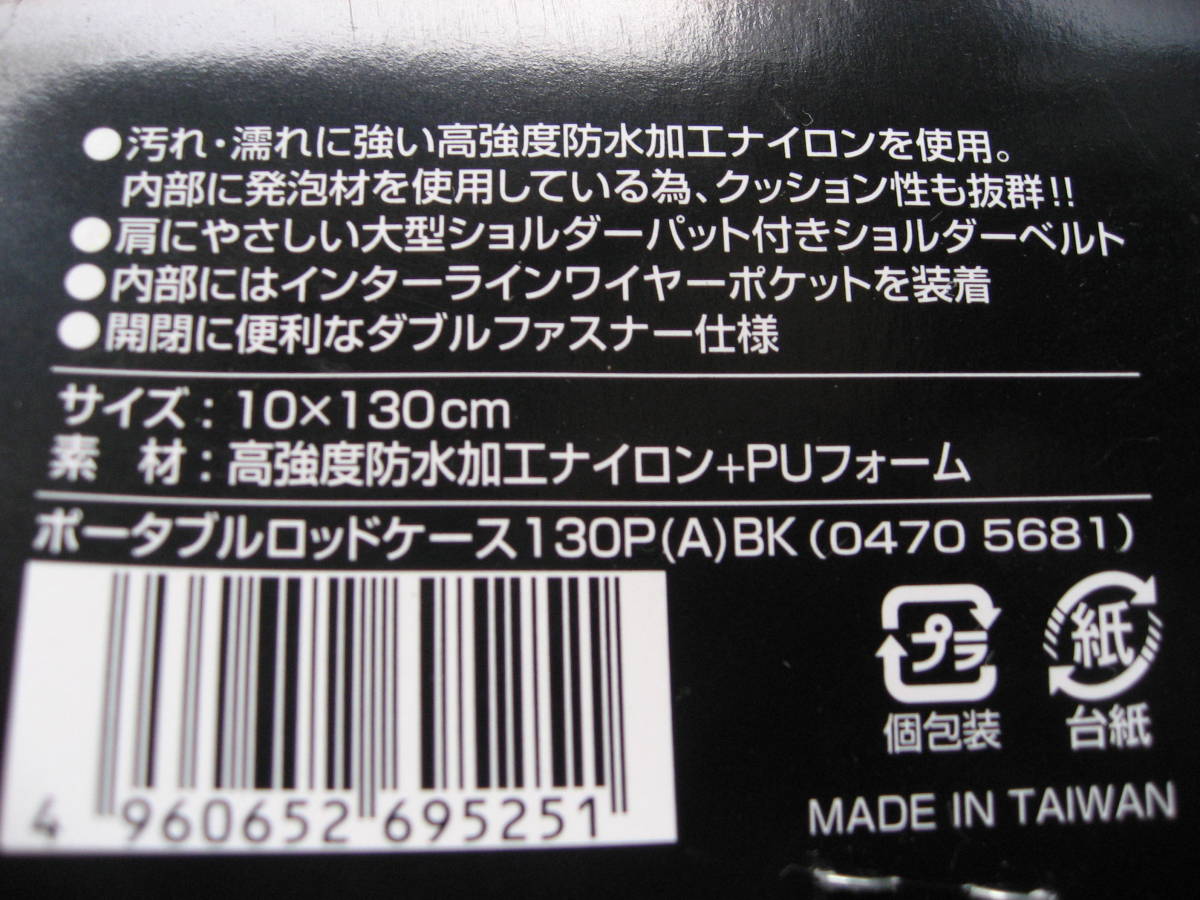 ●汚れ・濡れに強い高強度防水加工ナイロンを使用。
内部に発泡材を使用している為、クッション性も抜群!!
●肩にやさしい大型ショルダーパット付きショルダーベルト
●内部にはインターラインワイヤーポケットを装着
●開閉に便利なダブルファスナー仕様
サイズ：10×130cm
素　材：高強度防水加工ナイロン+PUフォーム
ポータブルロッドケース130P(A)BK(0470 5681)
プラ
個包装
紙
台紙
4 960652 695251
MADE IN TAIWAN